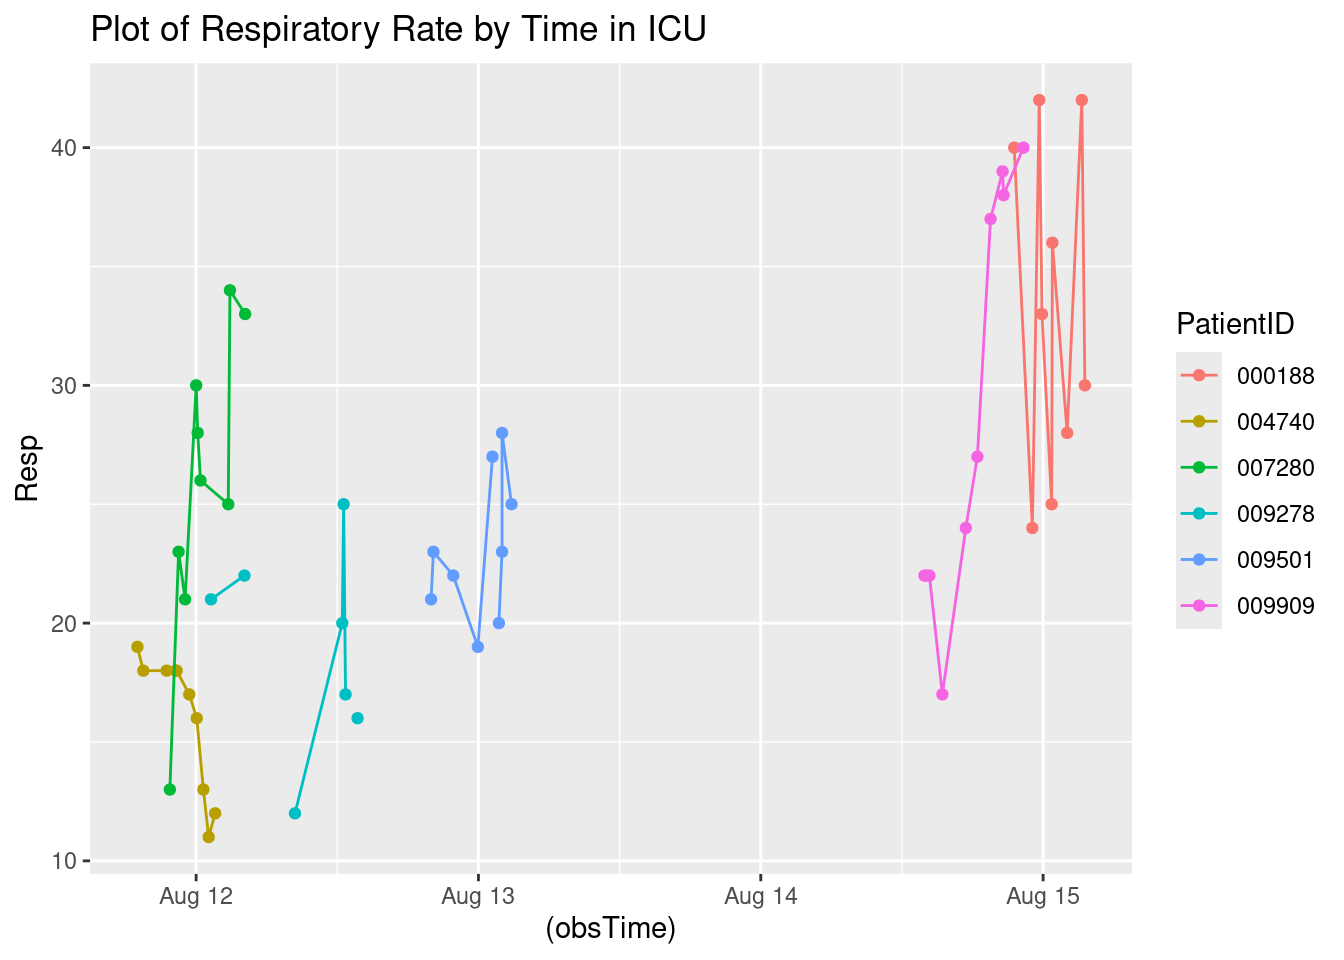 Plot of Respiratory Rate by Time in ICU
40
30
20
10
Resp
Aug 12
Aug 13
Aug 14
Aug 15
(obsTime)
PatientID
000188
004740
007280
009278
009501
009909